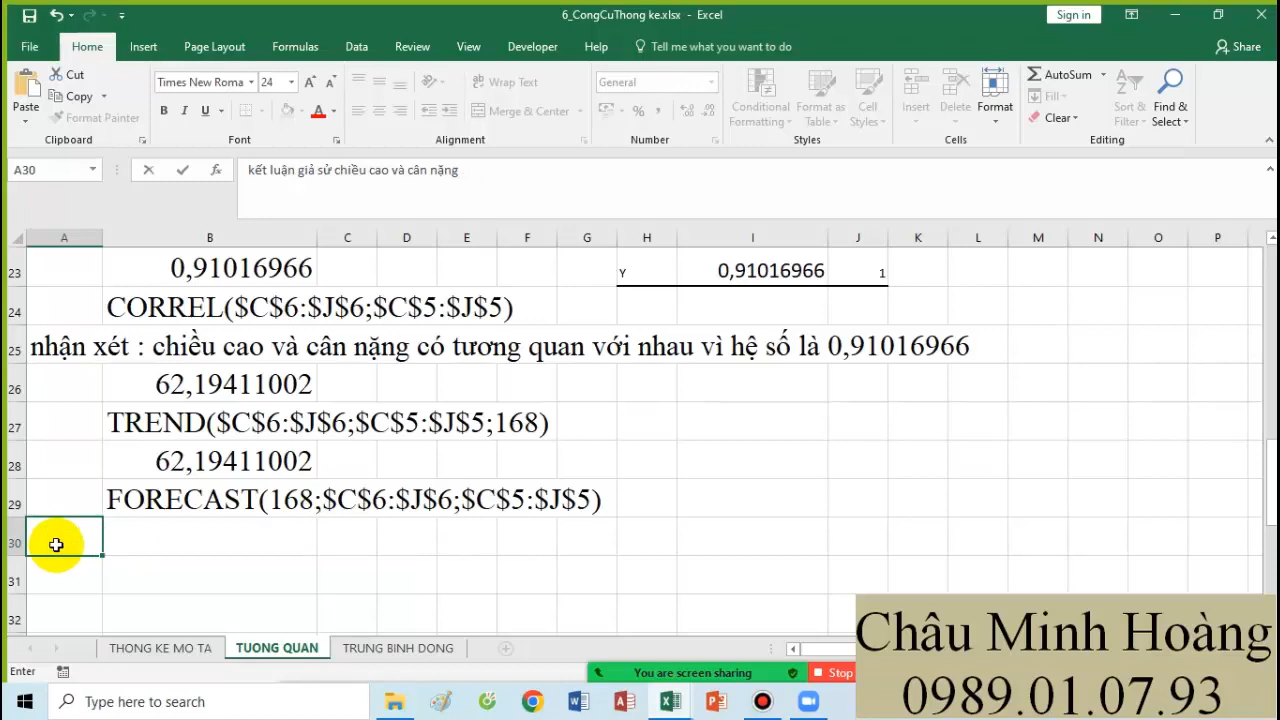 6_CongCuThong ke.xlsx - Excel
Sign in
File Home Insert Page Layout Formulas Data Review View Developer Help Tell me what you want to do Share
Paste
Cut
Copy
Format Painter
Clipboard
Times New Roma 24
B I U
Font
Wrap Text
Merge & Center
Alignment
General
Number
Conditional Formatting
Format as Table
Cell Styles
Styles
Insert Delete Format
Cells
AutoSum
Fill
Clear
Sort & Filter
Find & Select
Editing
A30
fx
kết luận giả sử chiều cao và cân nặng
A B C D E F G H I J K L M N O P
23 0,91016966 Y 0,91016966 1
24 CORREL($C$6:$J$6;$C$5:$J$5)
25 nhận xét : chiều cao và cân nặng có tương quan với nhau vì hệ số là 0,91016966
26 62,19411002
27 TREND($C$6:$J$6;$C$5:$J$5;168)
28 62,19411002
29 FORECAST(168;$C$6:$J$6;$C$5:$J$5)
30
31
32
THONG KE MO TA TUONG QUAN TRUNG BINH DONG
Enter
You are screen sharing Stop
Type here to search
Châu Minh Hoàng
0989.01.07.93